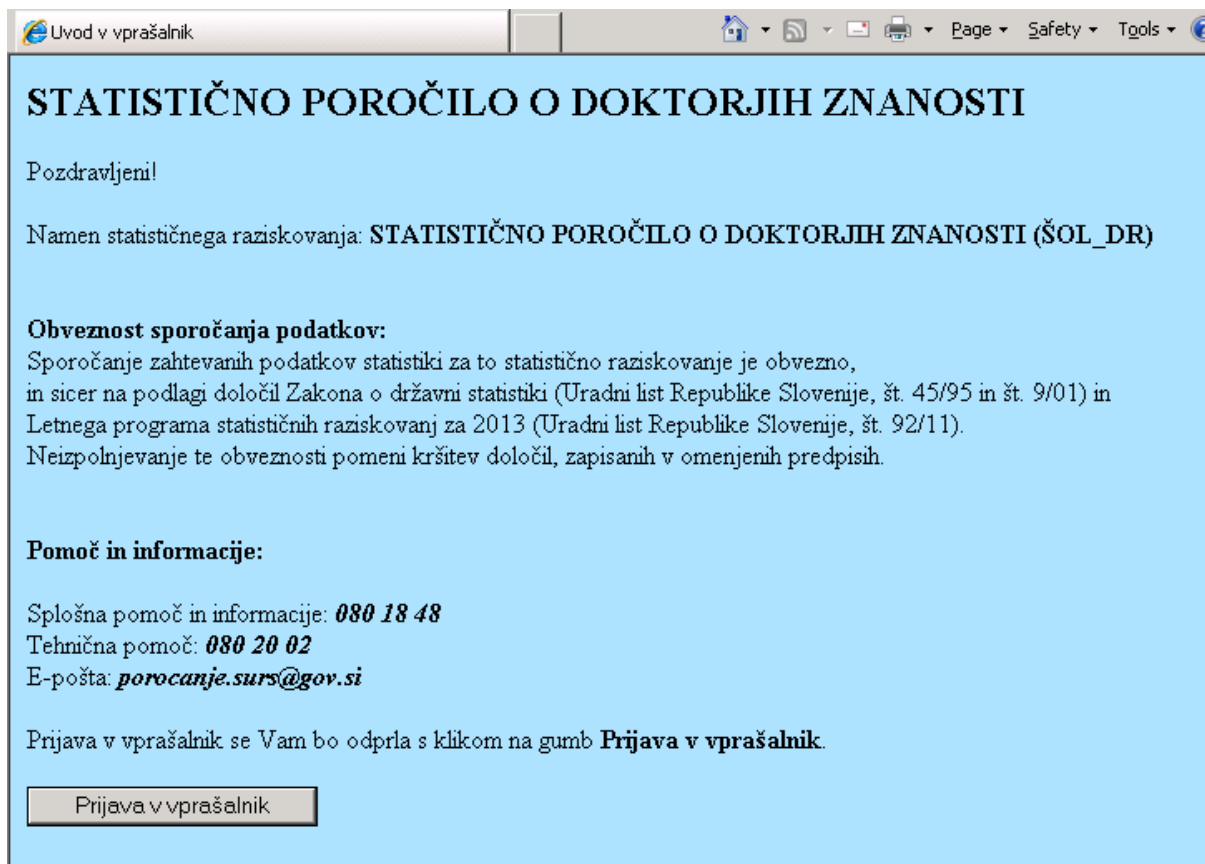 Uvod v vprašalnik
Page Safety Tools
STATISTIČNO POROČILO O DOKTORJIH ZNANOSTI
Pozdravljeni!
Namen statističnega raziskovanja: STATISTIČNO POROČILO O DOKTORJIH ZNANOSTI (ŠOL_DR)
Obveznost sporočanja podatkov:
Sporočanje zahtevanih podatkov statistiki za to statistično raziskovanje je obvezno,
in sicer na podlagi določil Zakona o državni statistiki (Uradni list Republike Slovenije, št. 45/95 in št. 9/01) in
Letnega programa statističnih raziskovanj za 2013 (Uradni list Republike Slovenije, št. 92/11).
Neizpolnjevanje te obveznosti pomeni kršitev določil, zapisanih v omenjenih predpisih.
Pomoč in informacije:
Splošna pomoč in informacije: 080 18 48
Tehnična pomoč: 080 20 02
E-pošta: porocanje.surs@gov.si
Prijava v vprašalnik se Vam bo odprla s klikom na gumb Prijava v vprašalnik.
Prijava v vprašalnik